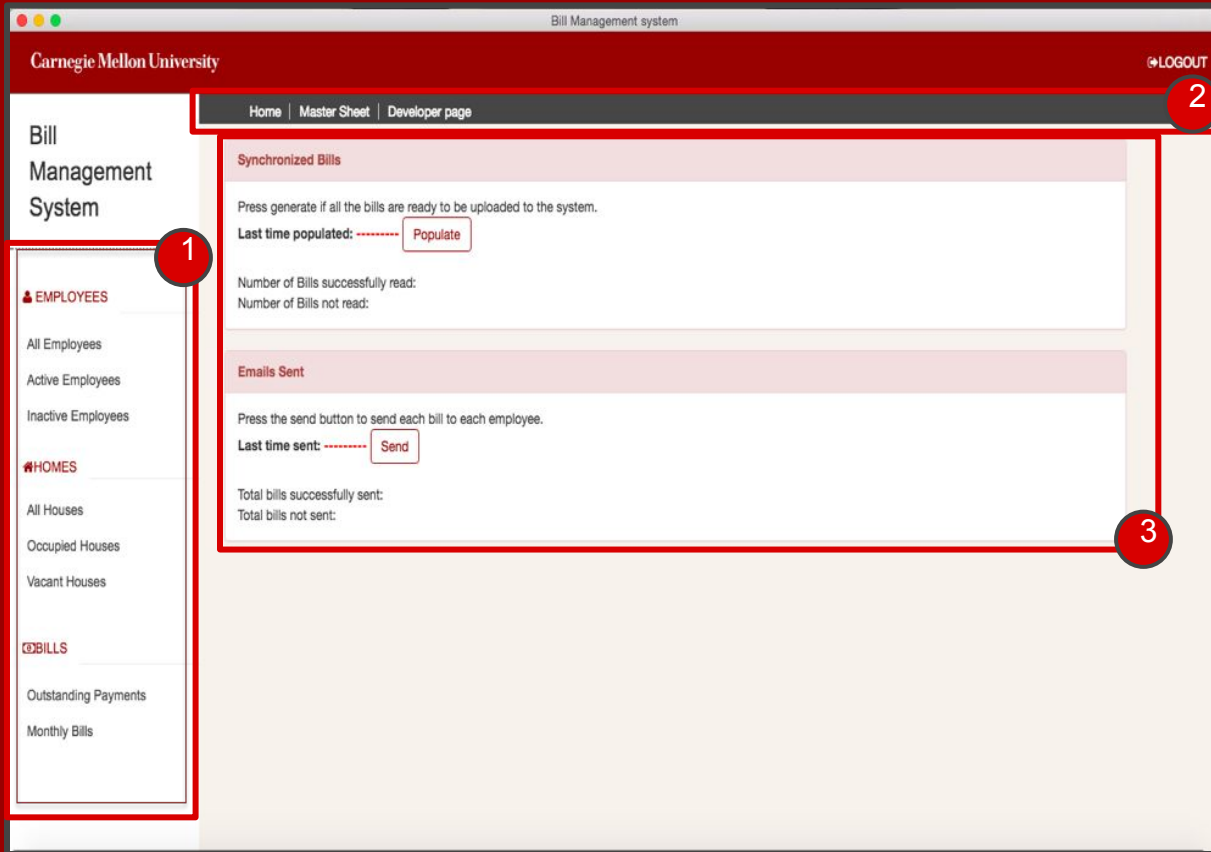 Bill Management system
Carnegie Mellon University
LOGOUT
2
Home | Master Sheet | Developer page
Bill
Management
System
1
EMPLOYEES
All Employees
Active Employees
Inactive Employees
HOMES
All Houses
Occupied Houses
Vacant Houses
BILLS
Outstanding Payments
Monthly Bills
Synchronized Bills
Press generate if all the bills are ready to be uploaded to the system.
Last time populated: --------- Populate
Number of Bills successfully read:
Number of Bills not read:
Emails Sent
Press the send button to send each bill to each employee.
Last time sent: --------- Send
Total bills successfully sent:
Total bills not sent:
3